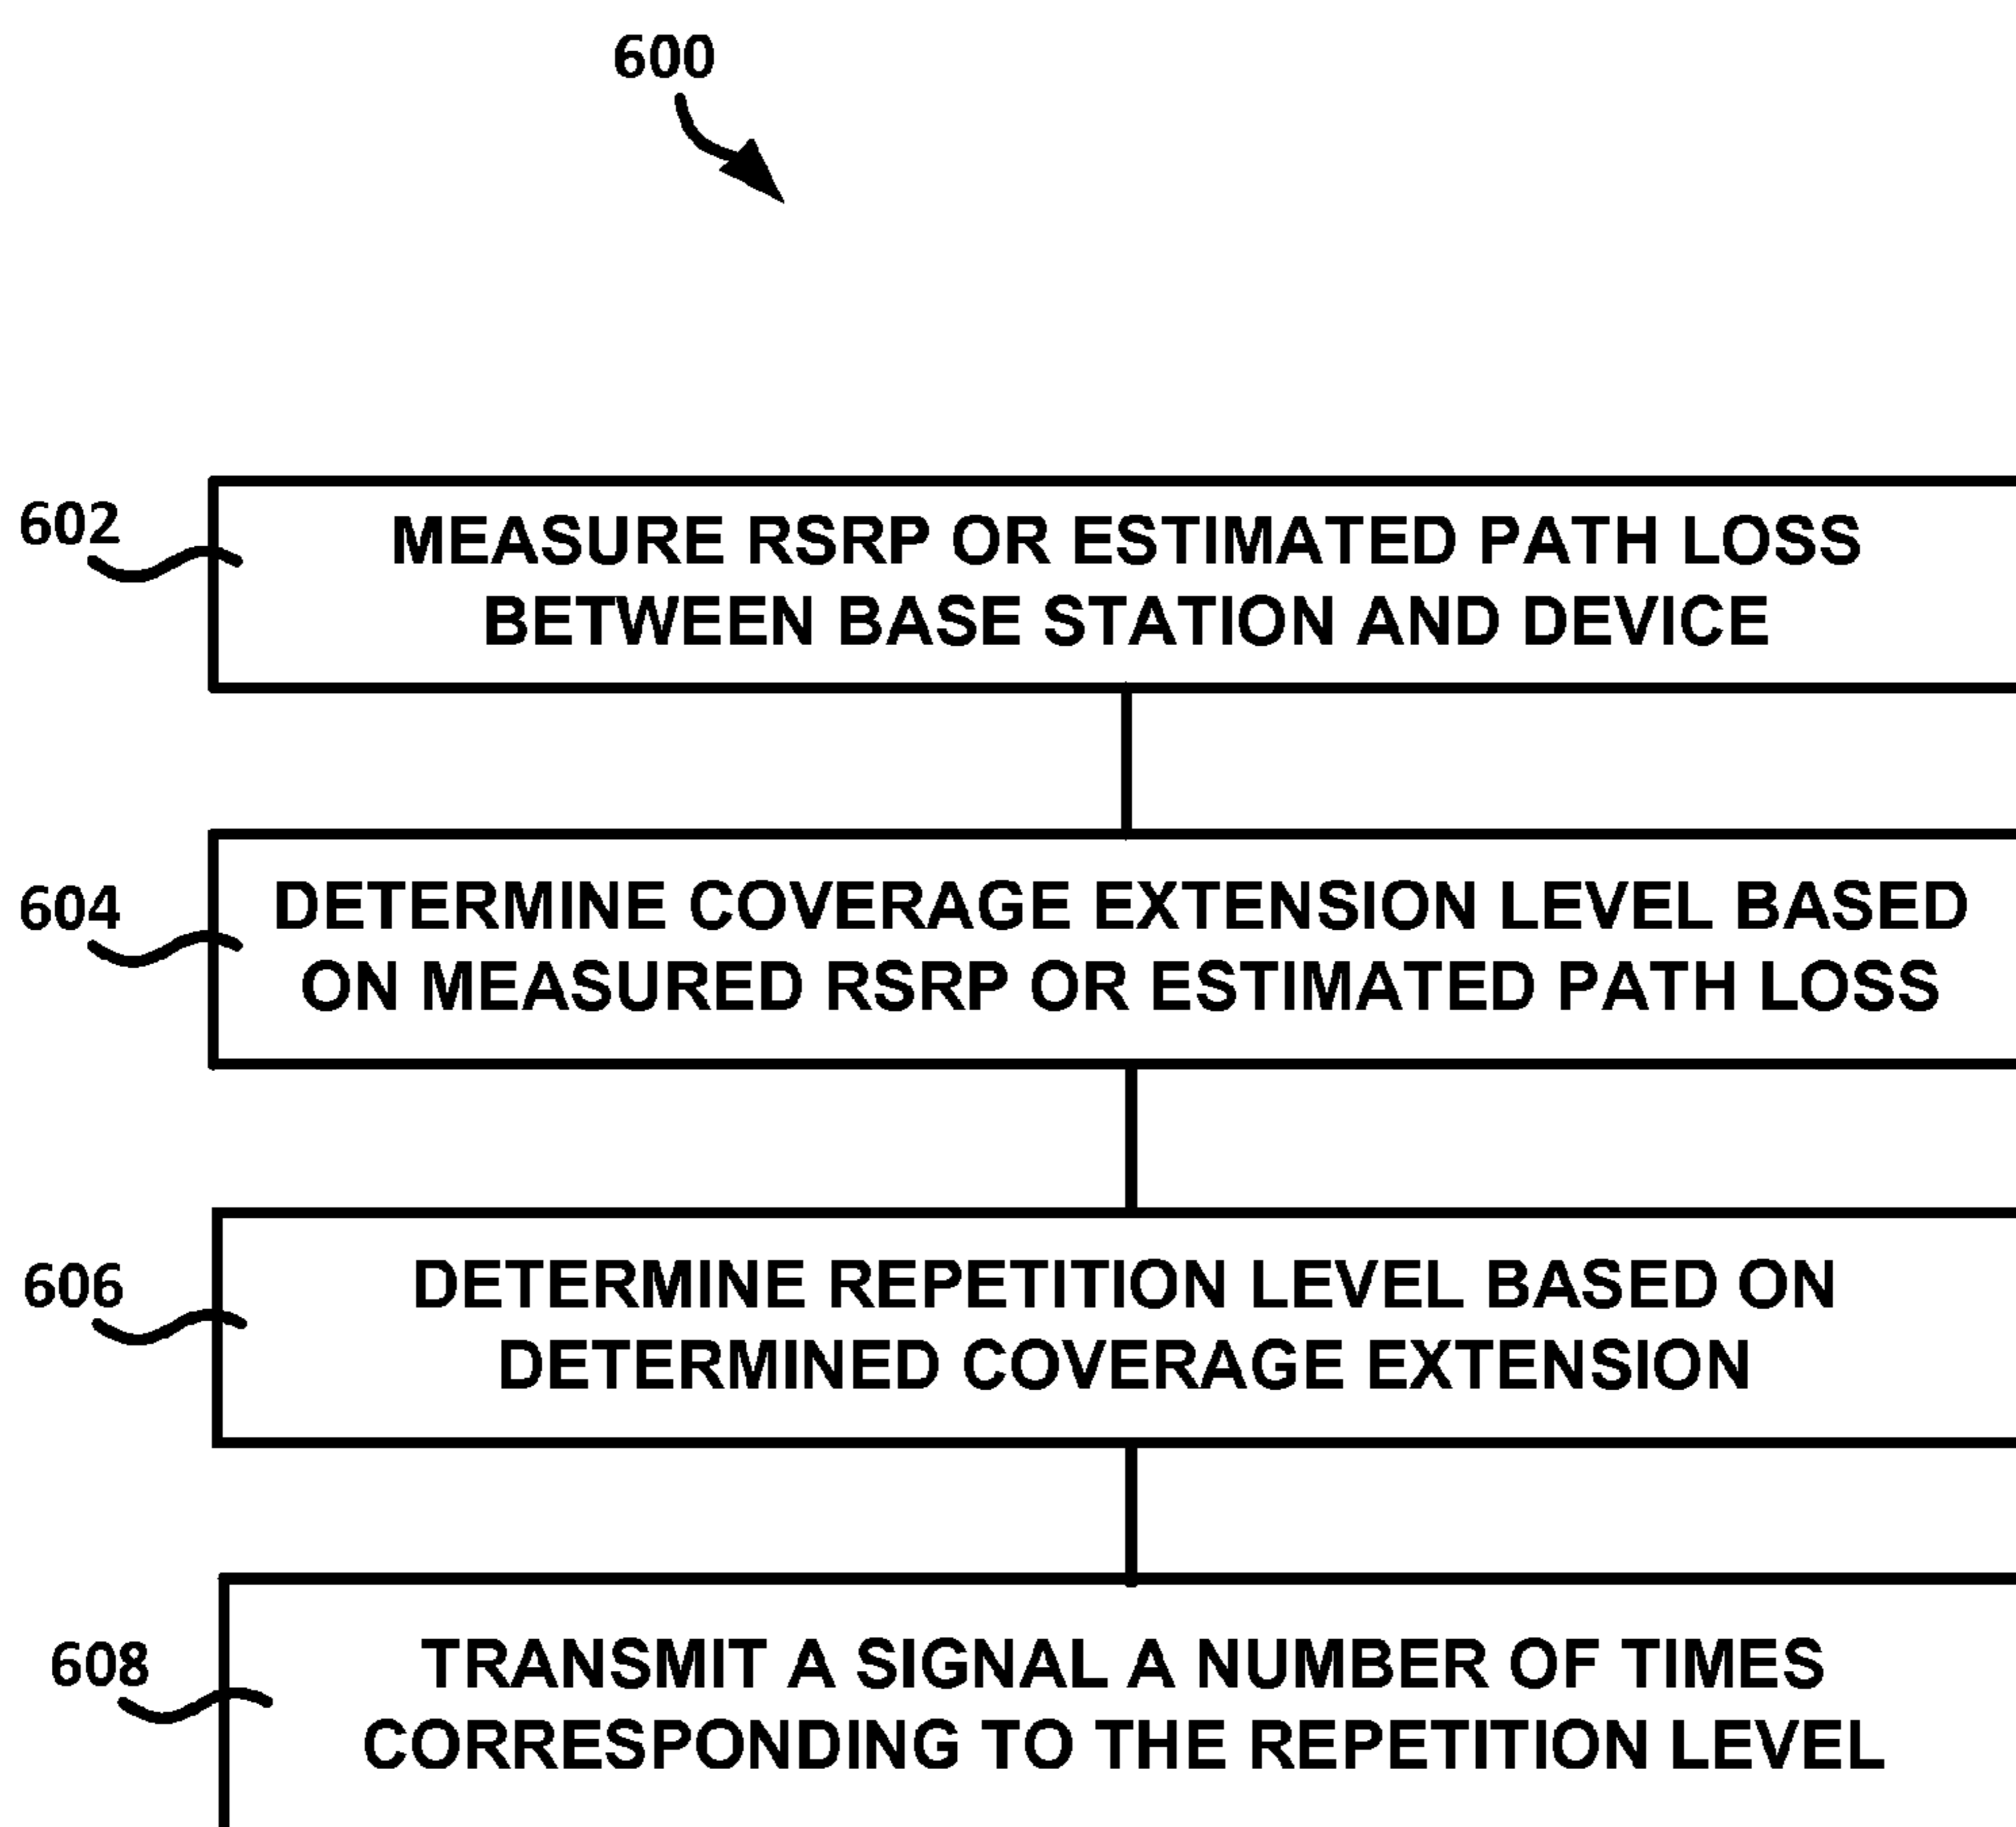 600
602
MEASURE RSRP OR ESTIMATED PATH LOSS
BETWEEN BASE STATION AND DEVICE
604
DETERMINE COVERAGE EXTENSION LEVEL BASED
ON MEASURED RSRP OR ESTIMATED PATH LOSS
606
DETERMINE REPETITION LEVEL BASED ON
DETERMINED COVERAGE EXTENSION
608
TRANSMIT A SIGNAL A NUMBER OF TIMES
CORRESPONDING TO THE REPETITION LEVEL